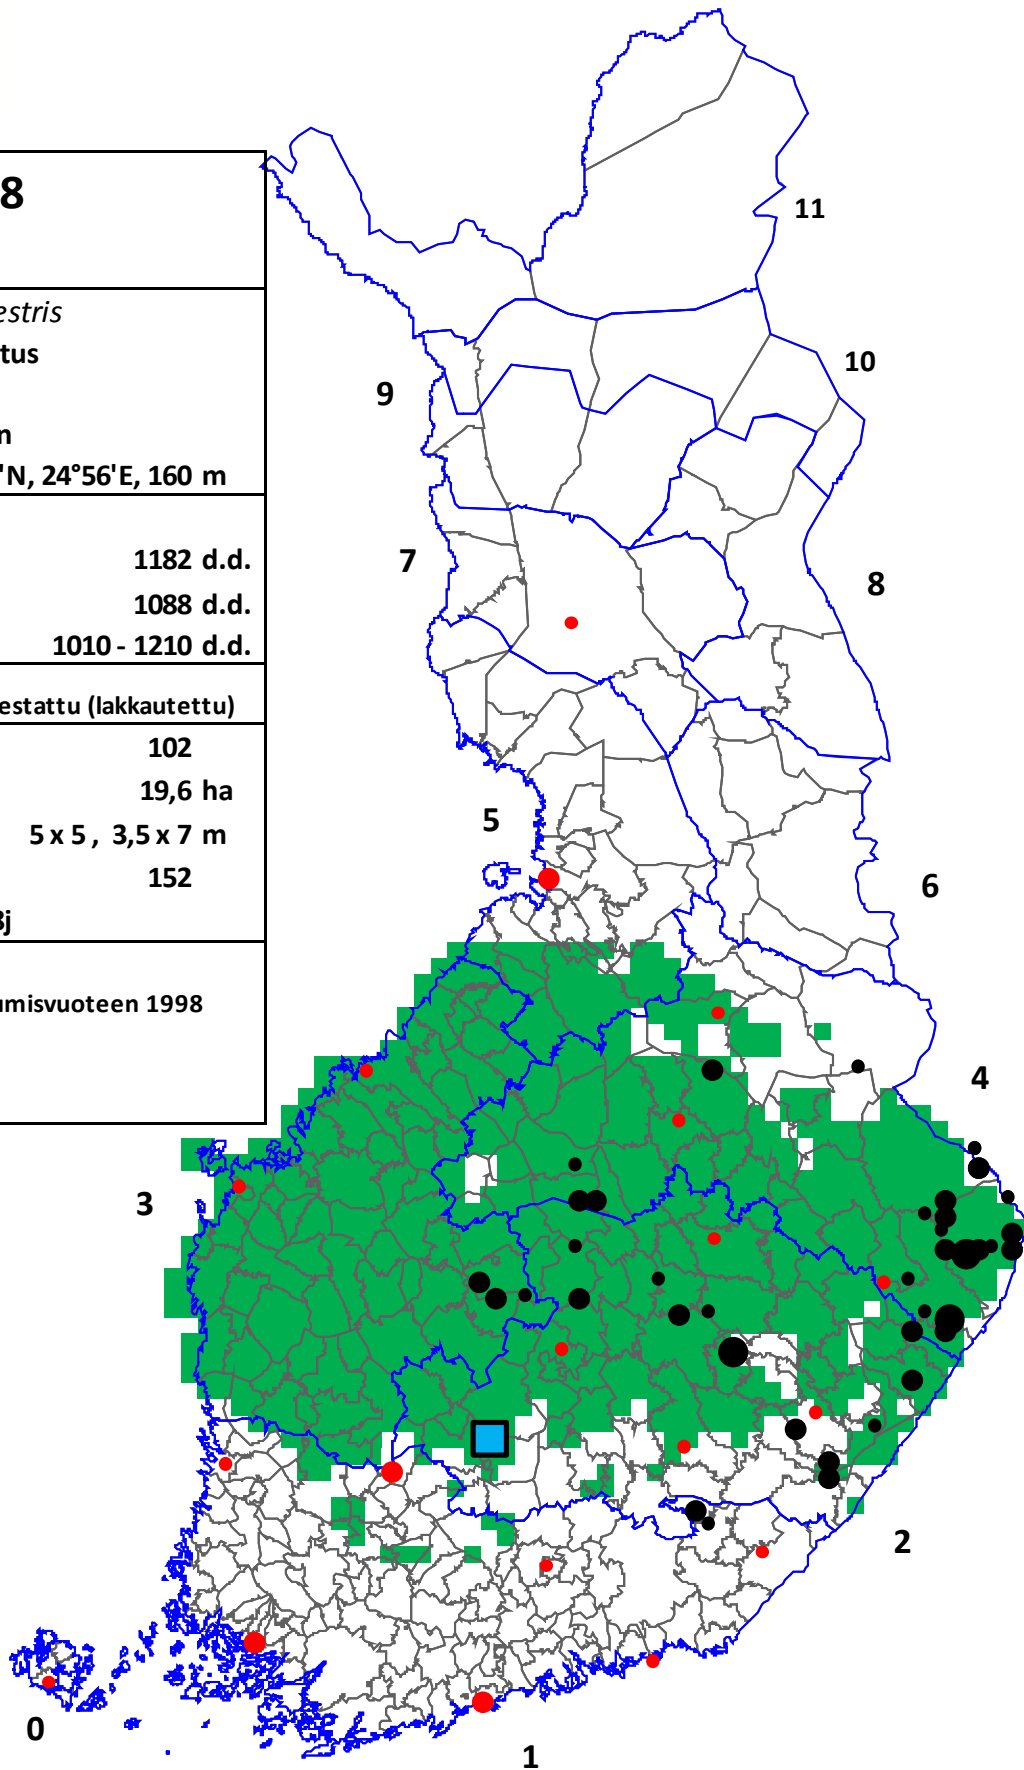 8
estris
tus
n
'N, 24°56'E, 160 m
1182 d.d.
1088 d.d.
1010 - 1210 d.d.
estattu (lakkautettu)
102
19,6 ha
5 x 5 , 3,5 x 7 m
152
3j
umisvuoteen 1998
11
10
9
7
8
5
6
4
3
2
0
1